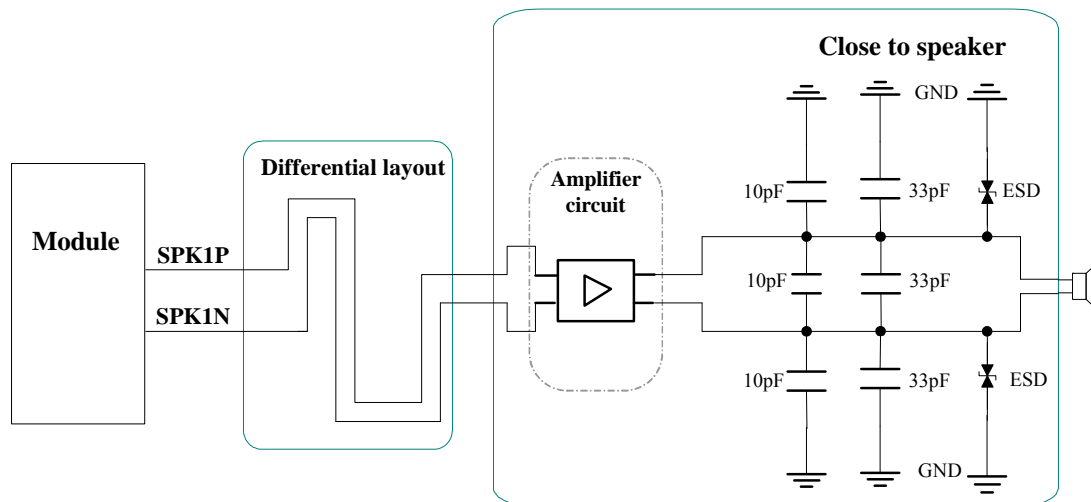 Close to speaker
GND
Differential layout
Amplifier
circuit
10pF
33pF
ESD
Module
SPK1P
10pF
33pF
SPK1N
10pF
33pF
ESD
GND